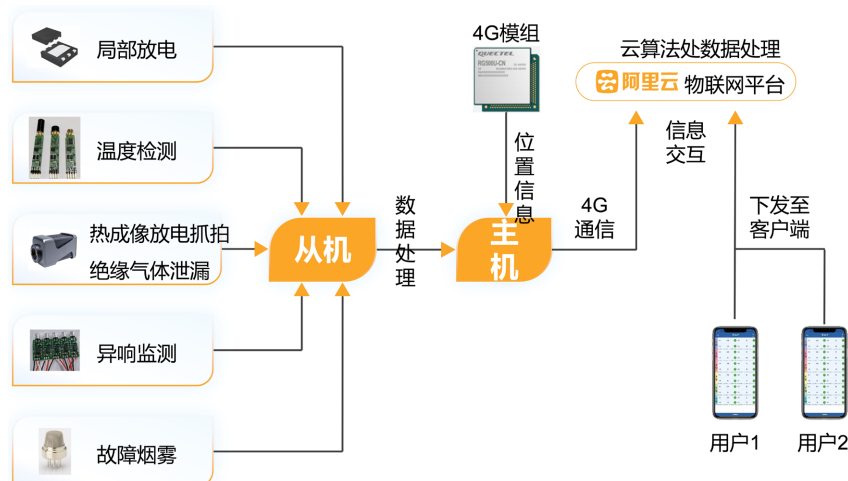 局部放电
温度检测
热成像放电抓拍
绝缘气体泄漏
异响监测
故障烟雾
从机
数据处理
4G模组
QUECTEL
RG500U-CN
位置信息
主机
4G
通信
云算法处数据处理
阿里云 物联网平台
信息
交互
下发至
客户端
用户1
用户2